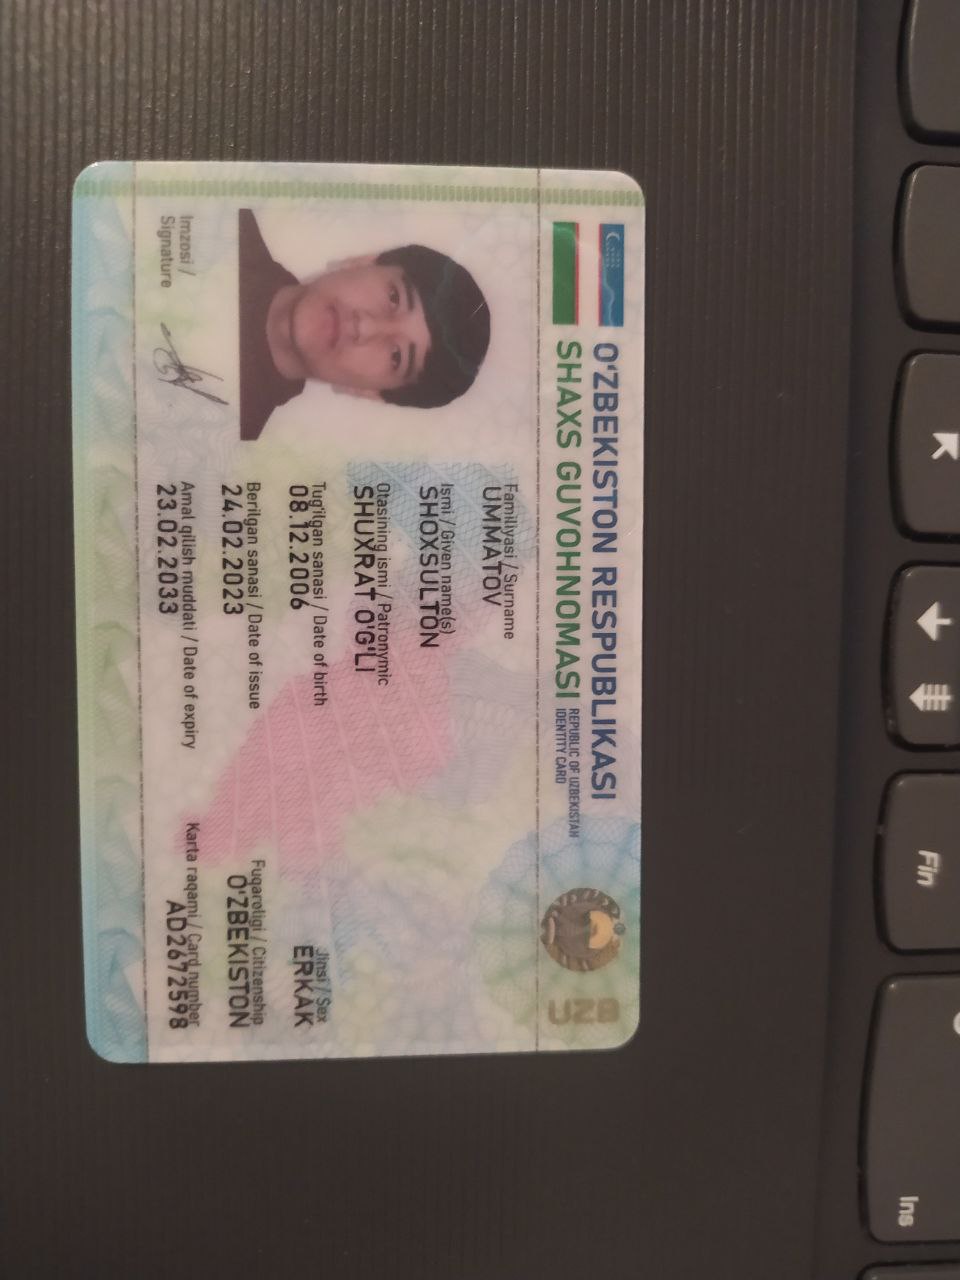 O'ZBEKISTON RESPUBLIKASI
SHAXS GUVOHNOMASI
REPUBLIC OF UZBEKISTAN
IDENTITY CARD
UZB
Familiyasi / Surname
UMMATOV
Ismi / Given name(s)
SHOXSULTON
Otasining ismi / Patronymic
SHUXRAT O'G'LI
Tug'ilgan sanasi / Date of birth
08.12.2006
Jinsi / Sex
ERKAK
Berilgan sanasi / Date of issue
24.02.2023
Fuqaroligi / Citizenship
O'ZBEKISTON
Amal qilish muddati / Date of expiry
23.02.2033
Karta raqami / Card number
AD2672598
Imzosi /
Signature
Fin
Ins